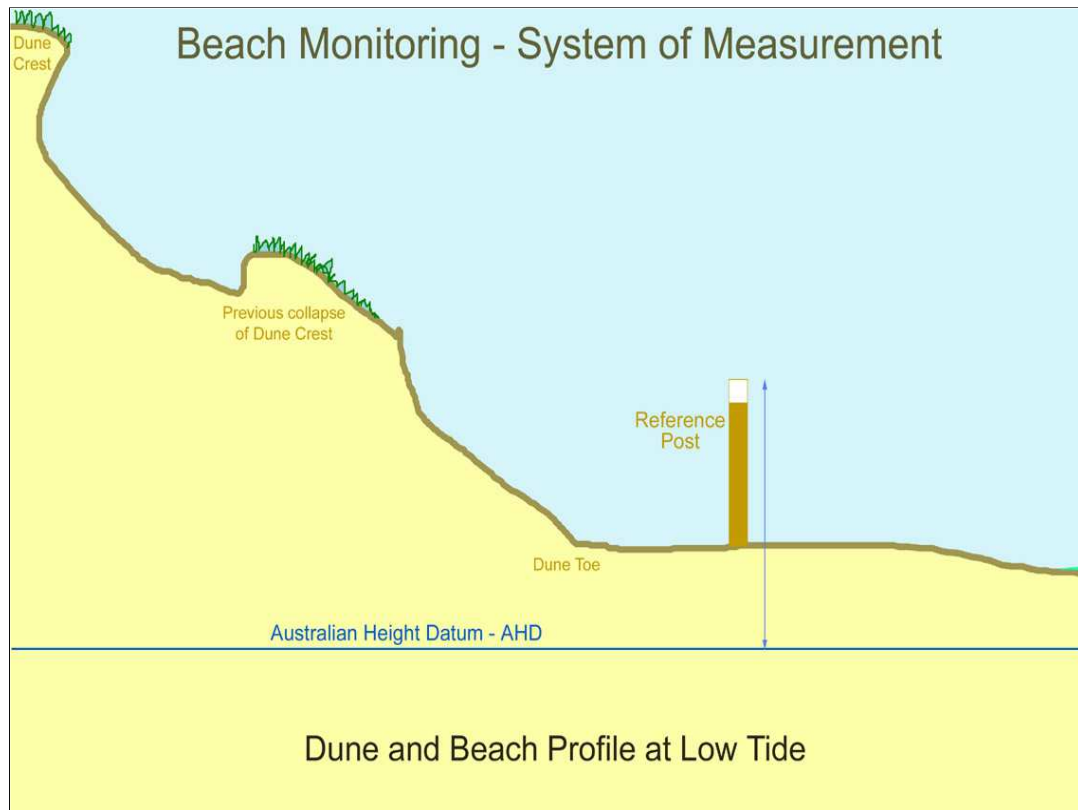 Beach Monitoring - System of Measurement
Dune
Crest
Previous collapse
of Dune Crest
Reference
Post
Dune Toe
Australian Height Datum - AHD
Dune and Beach Profile at Low Tide